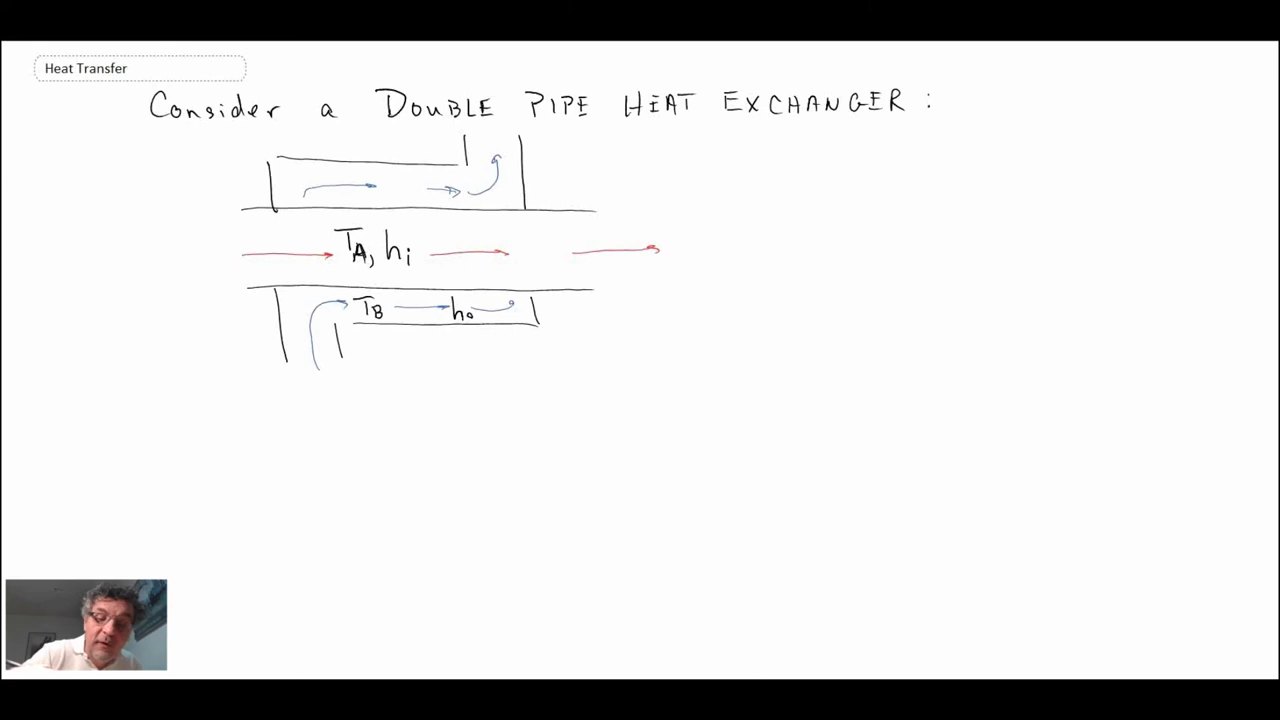 Heat Transfer
Consider a DOUBLE PIPE HEAT EXCHANGER :
TA, hi
TB ho